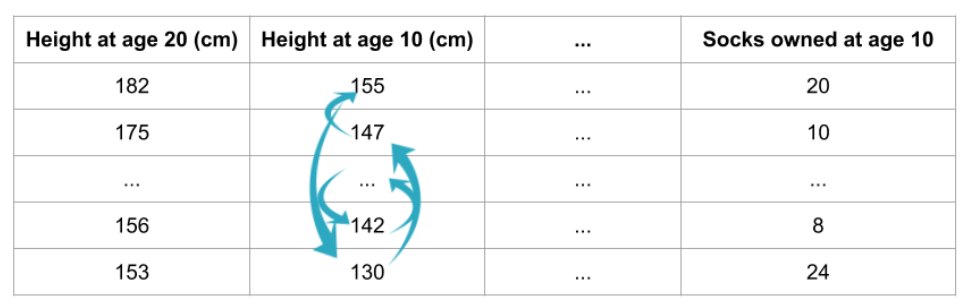 Height at age 20 (cm) Height at age 10 (cm) ... Socks owned at age 10
182 155 ... 20
175 147 ... 10
... ... ... ...
156 142 ... 8
153 130 ... 24